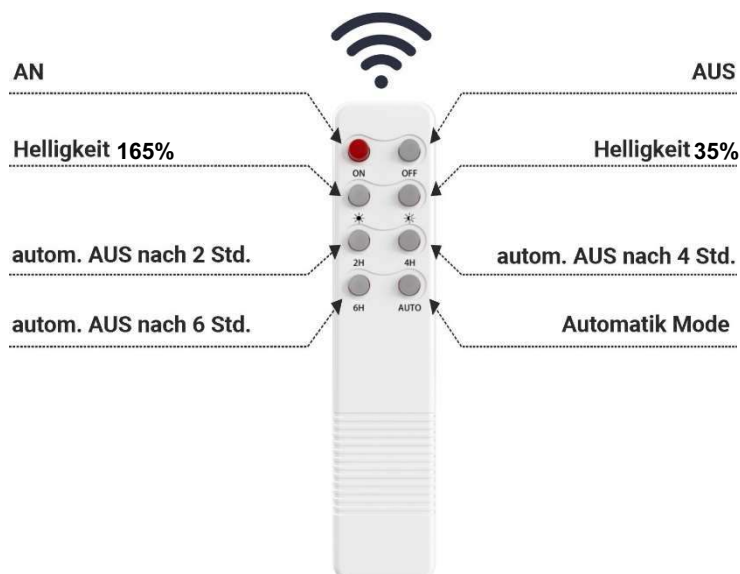 AN
AUS
Helligkeit 165%
Helligkeit 35%
ON OFF
autom. AUS nach 2 Std.
autom. AUS nach 4 Std.
2H 4H
autom. AUS nach 6 Std.
Automatik Mode
6H AUTO